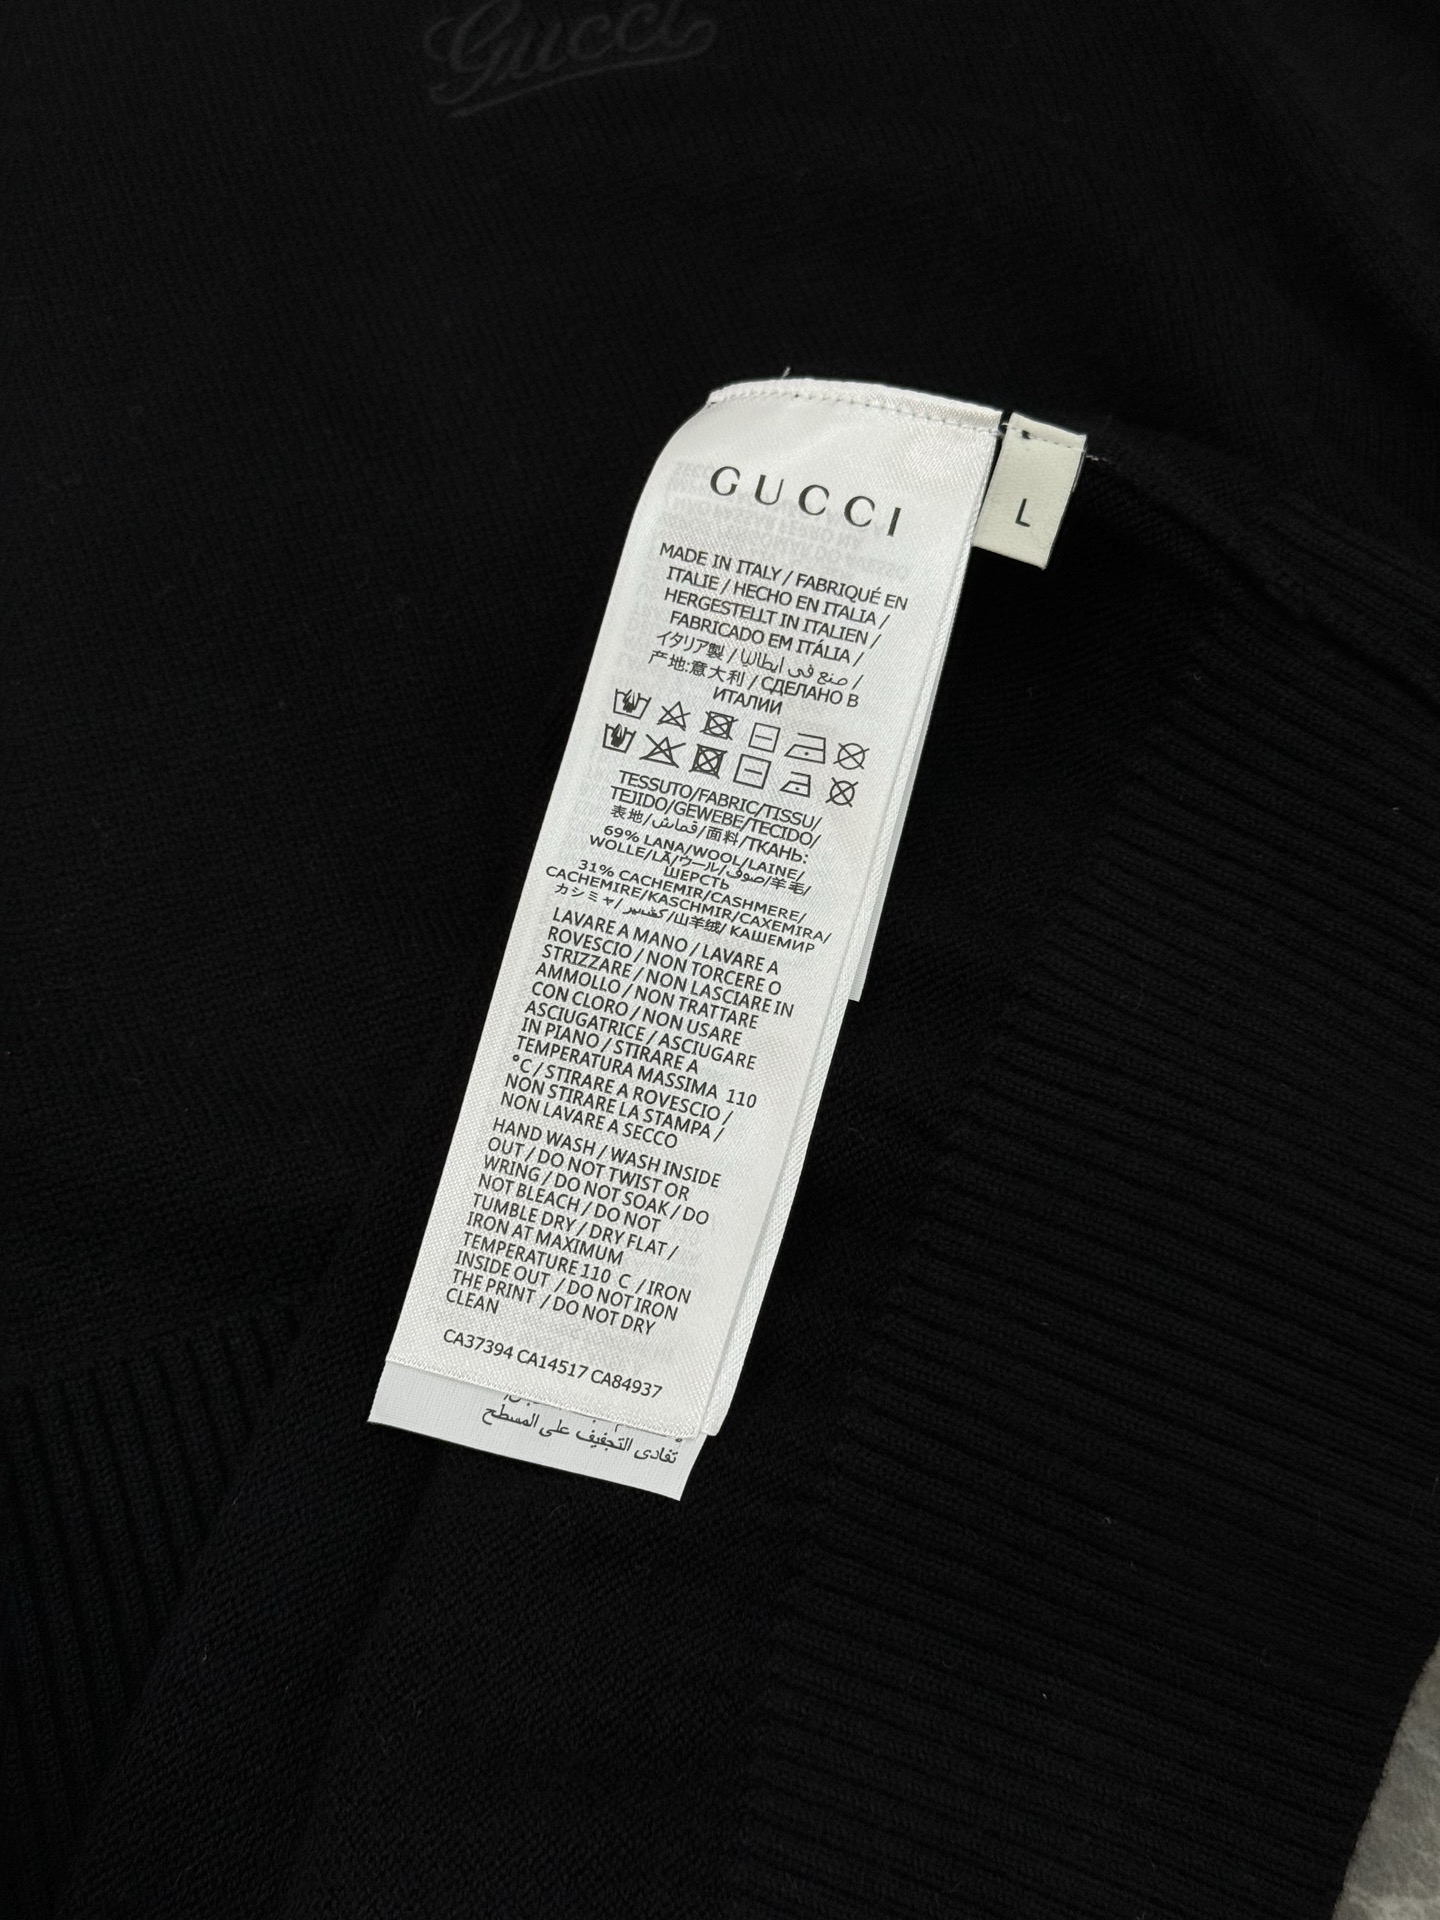 Gucci
GUCCI
L
MADE IN ITALY / FABRIQUÉ EN
ITALIE / HECHO EN ITALIA /
HERGESTELLT IN ITALIEN /
FABRICADO EM ITÁLIA /
イタリア製 / صنع في ايطاليا /
产地:意大利 / СДЕЛАНО В
ИТАЛИИ
TESSUTO/FABRIC/TISSU/
TEJIDO/GEWEBE/TECIDO/
表地/قماش/面料/ТКАНЬ:
69% LANA/WOOL/LAINE/
WOLLE/LÃ/ウール/صوف/羊毛/
ШЕРСТЬ
31% CACHEMIR/CASHMERE/
CACHEMIRE/KASCHMIR/CAXEMIRA/
カシミヤ/كشمير/山羊绒/ КАШЕМИР
LAVARE A MANO / LAVARE A
ROVESCIO / NON TORCERE O
STRIZZARE / NON LASCIARE IN
AMMOLLO / NON TRATTARE
CON CLORO / NON USARE
ASCIUGATRICE / ASCIUGARE
IN PIANO / STIRARE A
TEMPERATURA MASSIMA 110
°C / STIRARE A ROVESCIO /
NON STIRARE LA STAMPA /
NON LAVARE A SECCO
HAND WASH / WASH INSIDE
OUT / DO NOT TWIST OR
WRING / DO NOT SOAK / DO
NOT BLEACH / DO NOT
TUMBLE DRY / DRY FLAT /
IRON AT MAXIMUM
TEMPERATURE 110 C / IRON
INSIDE OUT / DO NOT IRON
THE PRINT / DO NOT DRY
CLEAN
CA37394 CA14517 CA84937
تفادى التجفيف على المسطح